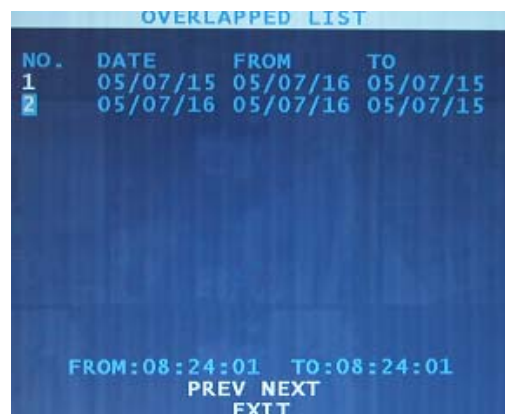 OVERLAPPED LIST
NO. DATE FROM TO
1 05/07/15 05/07/16 05/07/15
2 05/07/16 05/07/16 05/07/15
FROM:08:24:01 TO:08:24:01
PREV NEXT
EXIT